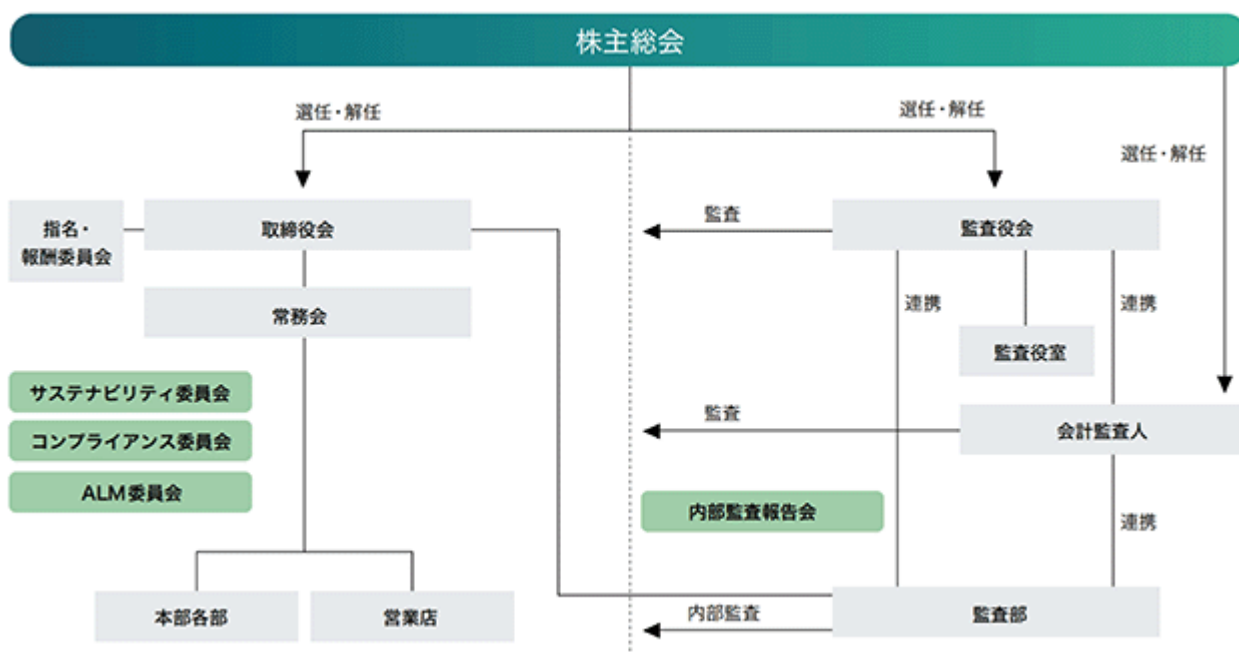 株主総会
選任・解任
選任・解任
選任・解任
指名・
報酬委員会
取締役会
監査
監査役会
常務会
連携
連携
監査役室
サステナビリティ委員会
コンプライアンス委員会
ALM委員会
監査
会計監査人
内部監査報告会
連携
本部各部
営業店
内部監査
監査部